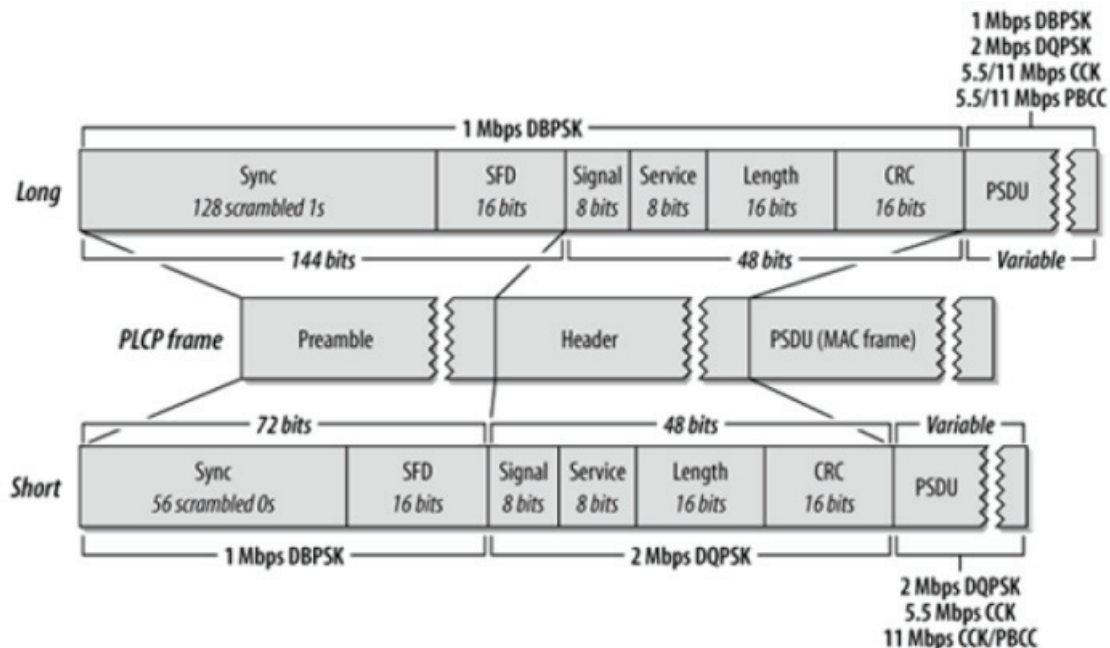 1 Mbps DBPSK
2 Mbps DQPSK
5.5/11 Mbps CCK
5.5/11 Mbps PBCC
1 Mbps DBPSK
Long
Sync
128 scrambled 1s
SFD
16 bits
Signal
8 bits
Service
8 bits
Length
16 bits
CRC
16 bits
PSDU
144 bits
48 bits
Variable
PLCP frame
Preamble
Header
PSDU (MAC frame)
72 bits
48 bits
Variable
Short
Sync
56 scrambled 0s
SFD
16 bits
Signal
8 bits
Service
8 bits
Length
16 bits
CRC
16 bits
PSDU
1 Mbps DBPSK
2 Mbps DQPSK
2 Mbps DQPSK
5.5 Mbps CCK
11 Mbps CCK/PBCC